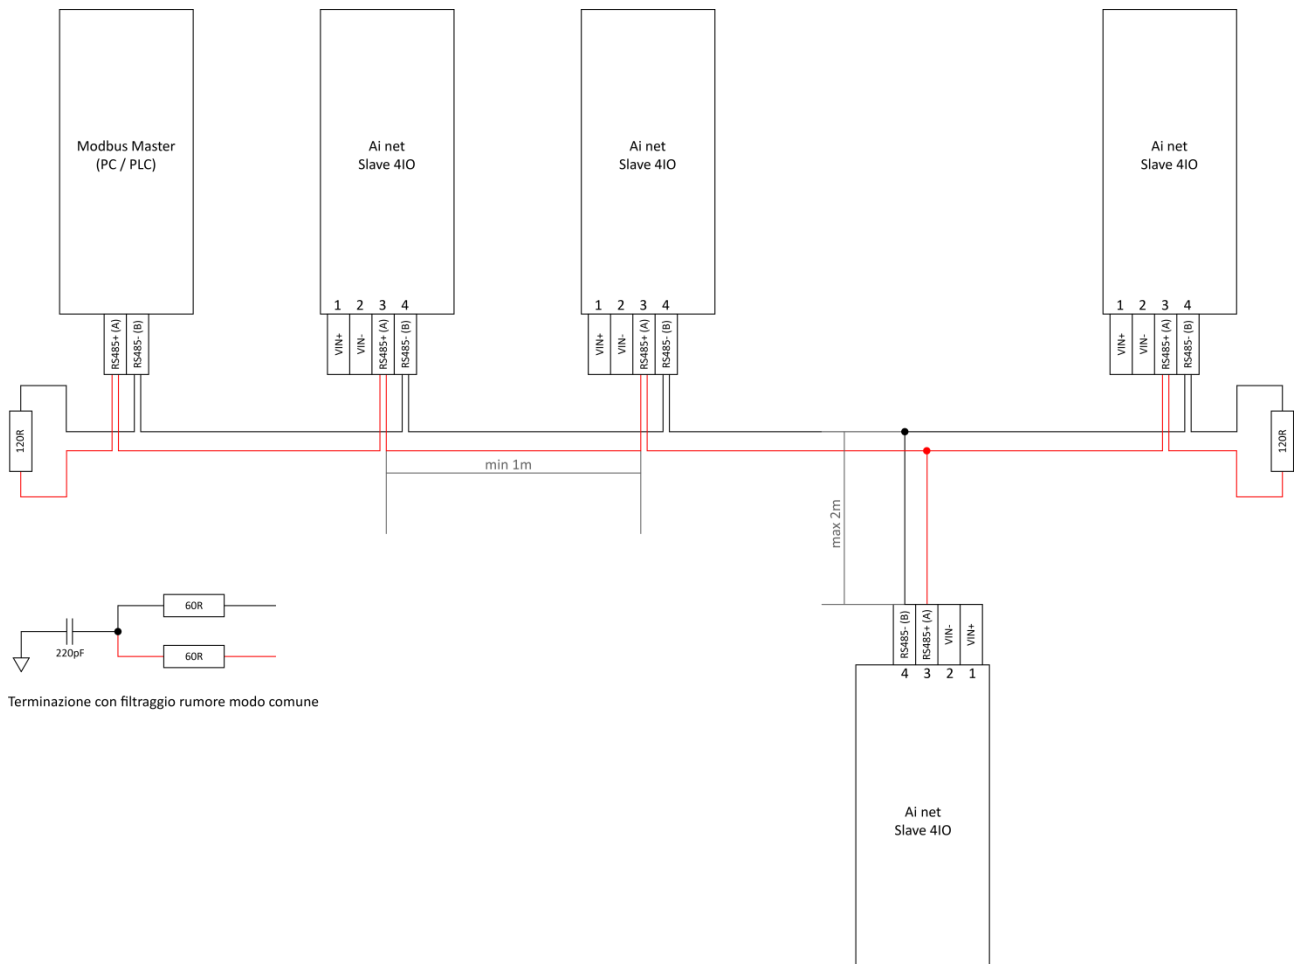 Modbus Master
(PC / PLC)
Ai net
Slave 4IO
Ai net
Slave 4IO
Ai net
Slave 4IO
1 2 3 4
1 2 3 4
1 2 3 4
RS485+ (A)
RS485- (B)
VIN+
VIN-
RS485+ (A)
RS485- (B)
VIN+
VIN-
RS485+ (A)
RS485- (B)
VIN+
VIN-
RS485+ (A)
RS485- (B)
120R
120R
min 1m
max 2m
60R
60R
220pF
Terminazione con filtraggio rumore modo comune
RS485- (B)
RS485+ (A)
VIN-
VIN+
4 3 2 1
Ai net
Slave 4IO